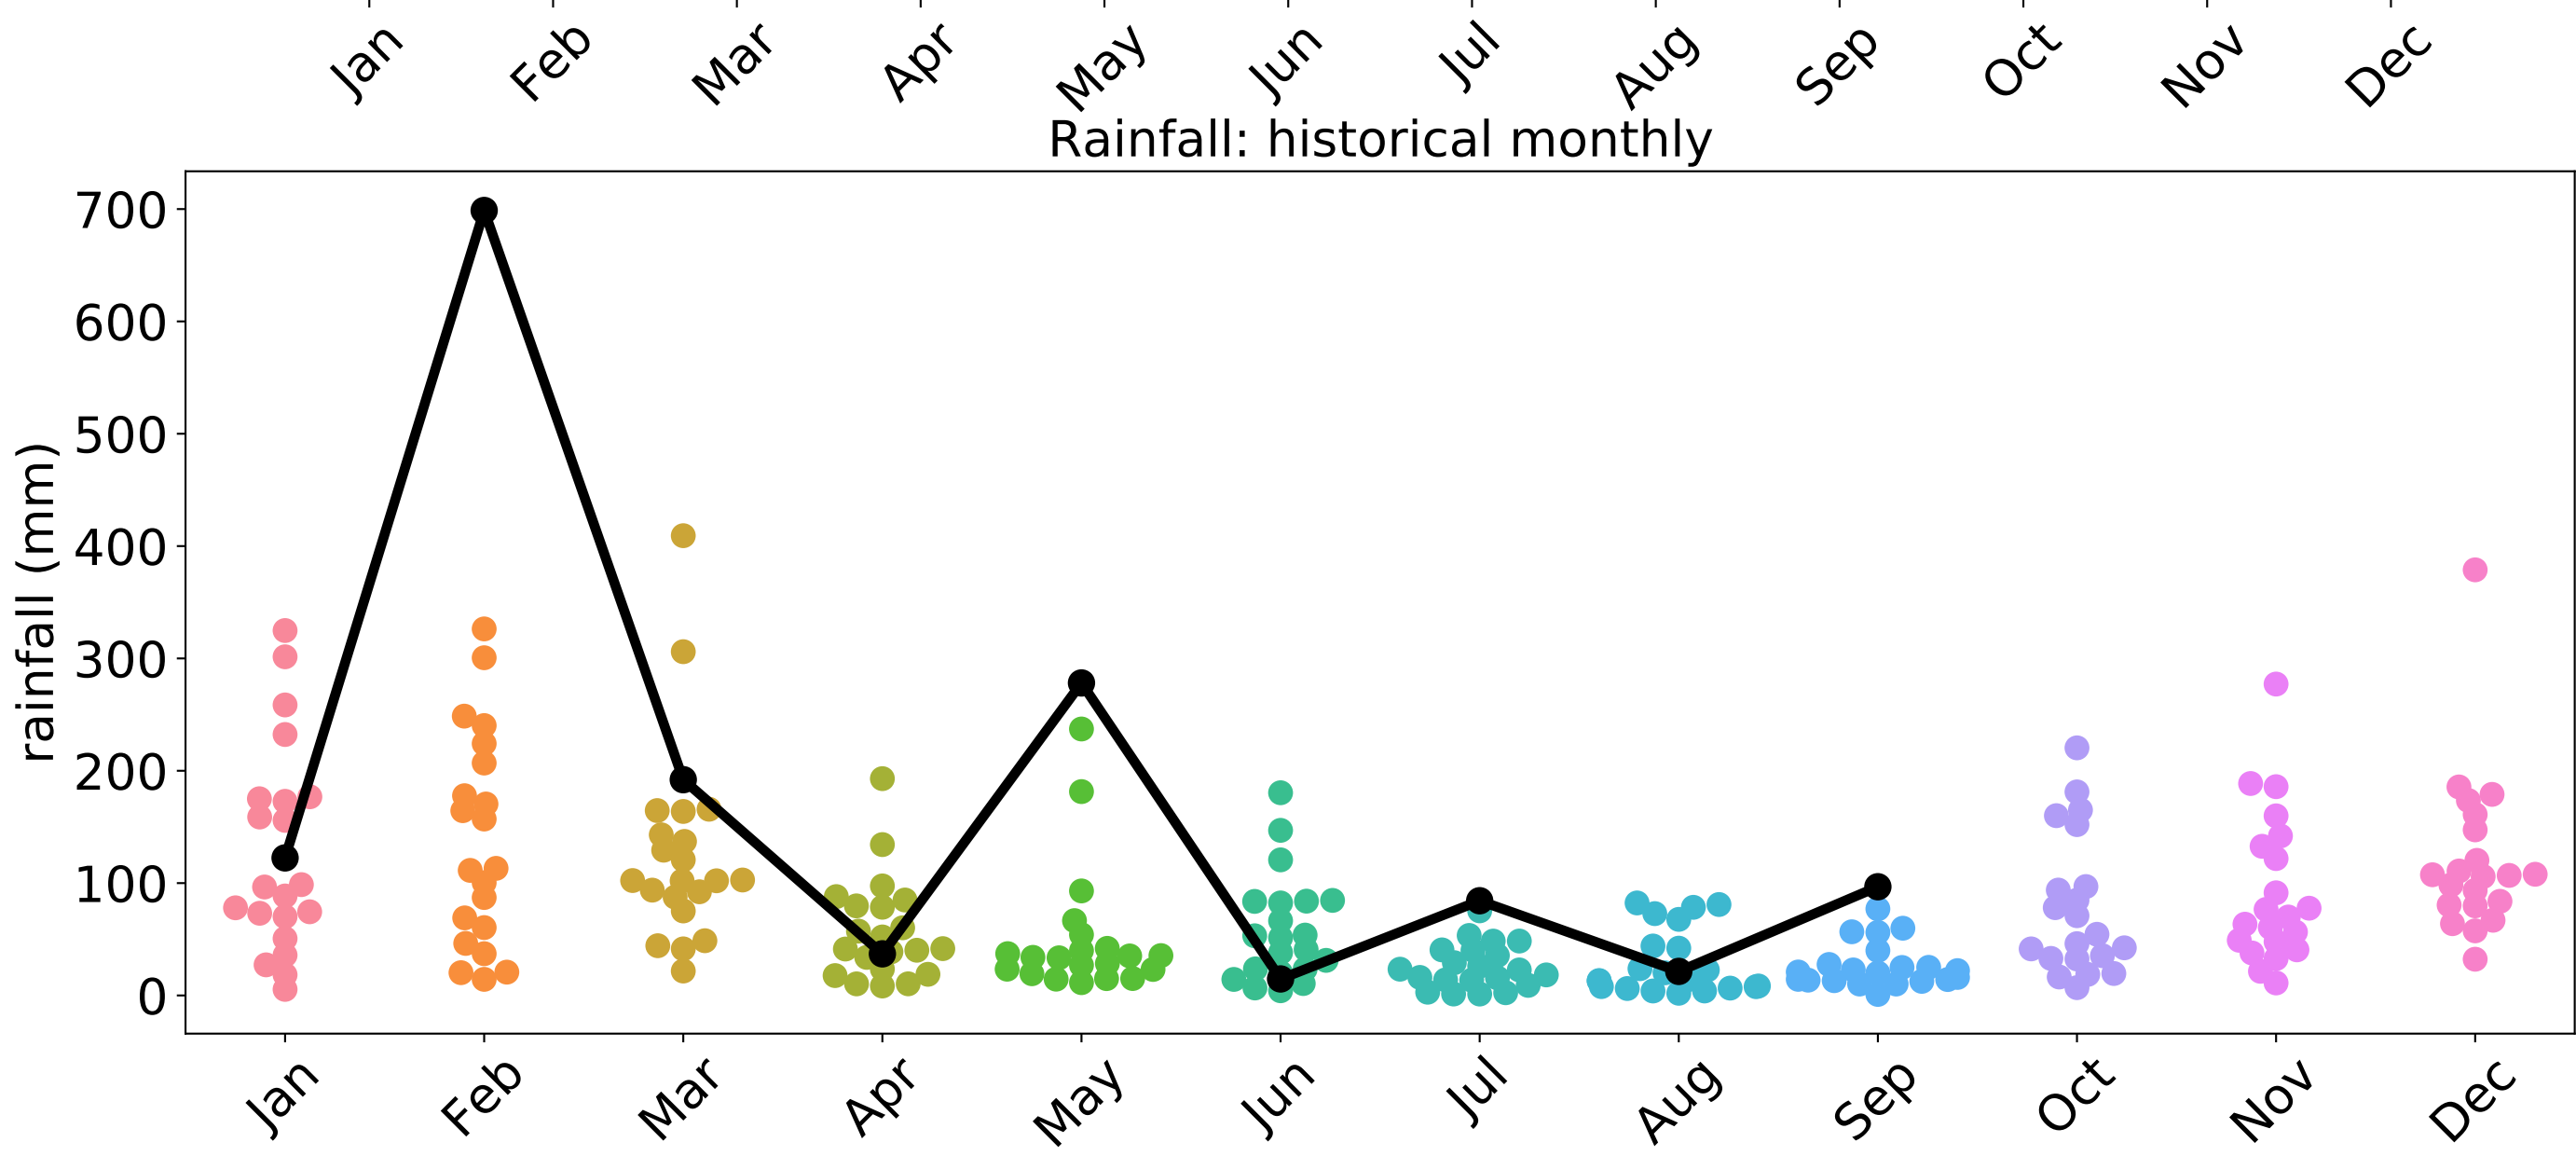 Jan Feb Mar Apr May Jun Jul Aug Sep Oct Nov Dec
Rainfall: historical monthly
700
600
500
400
300
200
100
0
rainfall (mm)
Jan Feb Mar Apr May Jun Jul Aug Sep Oct Nov Dec